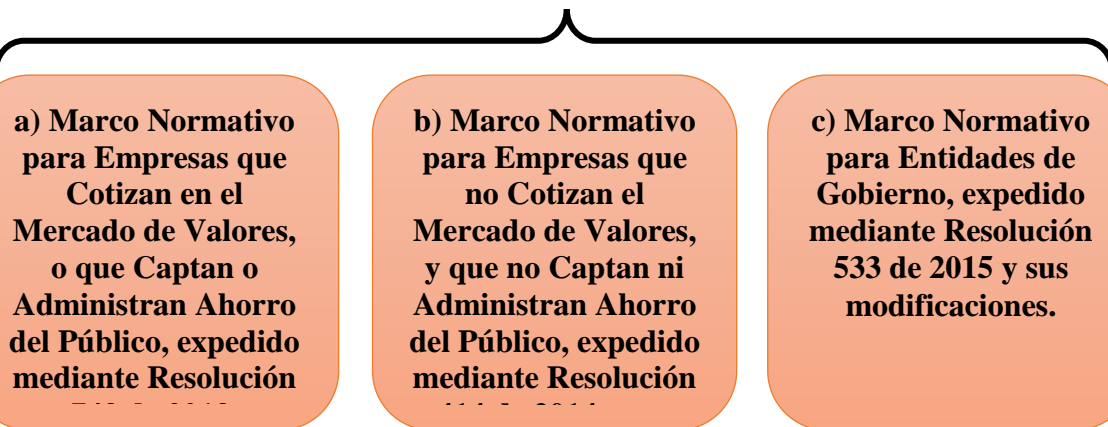 a) Marco Normativo
para Empresas que
Cotizan en el
Mercado de Valores,
o que Captan o
Administran Ahorro
del Público, expedido
mediante Resolución
b) Marco Normativo
para Empresas que
no Cotizan el
Mercado de Valores,
y que no Captan ni
Administran Ahorro
del Público, expedido
mediante Resolución
c) Marco Normativo
para Entidades de
Gobierno, expedido
mediante Resolución
533 de 2015 y sus
modificaciones.